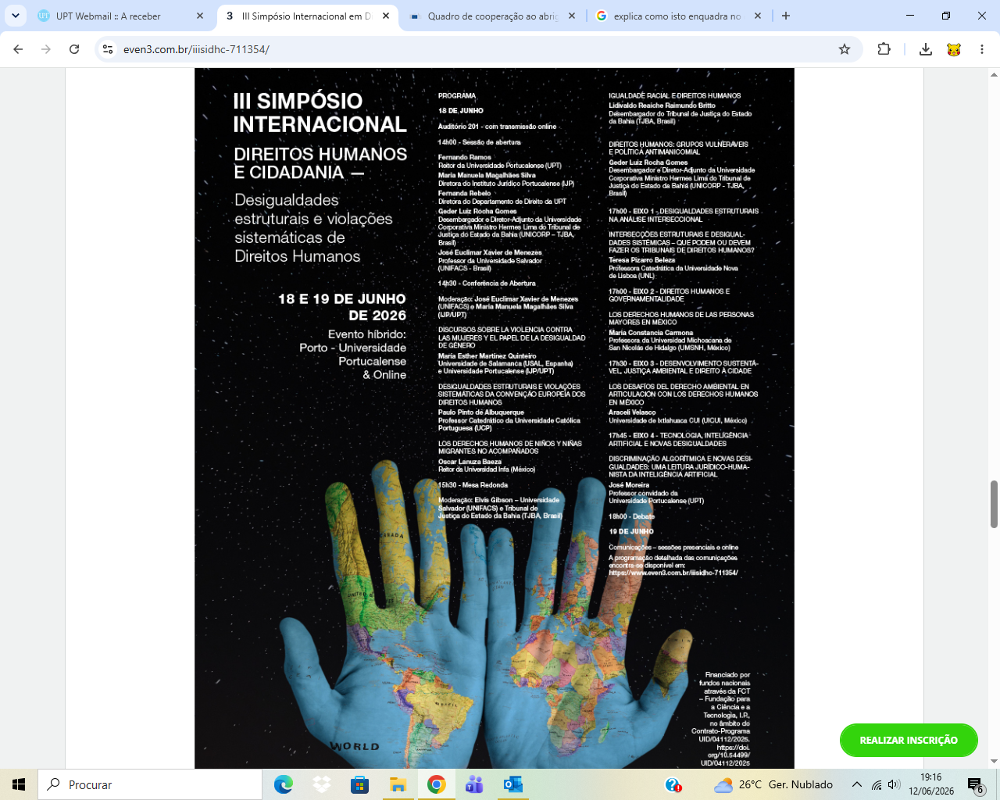 UPT Webmail :: A receber
3
III Simpósio Internacional em D
Quadro de cooperação ao abrig
explica como isto enquadra no
even3.com.br/iiisidhc-711354/
III SIMPÓSIO
INTERNACIONAL
DIREITOS HUMANOS
E CIDADANIA —
Desigualdades
estruturais e violações
sistemáticas de
Direitos Humanos
18 E 19 DE JUNHO
DE 2026
Evento híbrido:
Porto - Universidade
Portucalense
& Online
PROGRAMA
18 DE JUNHO
Auditório 201 - com transmissão online
14h00 - Sessão de abertura
Fernando Ramos
Reitor da Universidade Portucalense (UPT)
Maria Manuela Magalhães Silva
Diretora do Instituto Jurídico Portucalense (IJP)
Fernanda Rebelo
Diretora do Departamento de Direito da UPT
Geder Luiz Rocha Gomes
Desembargador e Diretor-Adjunto da Universidade
Corporativa Ministro Hermes Lima do Tribunal de
Justiça do Estado da Bahia (UNICORP – TJBA,
Brasil)
José Euclimar Xavier de Menezes
Professor da Universidade Salvador
(UNIFACS - Brasil)
14h30 - Conferência de Abertura
Moderação: José Euclimar Xavier de Menezes
(UNIFACS) e Maria Manuela Magalhães Silva
(IJP/UPT)
DISCURSOS SOBRE LA VIOLENCIA CONTRA
LAS MUJERES Y EL PAPEL DE LA DESIGUALDAD
DE GÉNERO
María Esther Martínez Quinteiro
Universidade de Salamanca (USAL, Espanha)
e Universidade Portucalense (IJP/UPT)
DESIGUALDADES ESTRUTURAIS E VIOLAÇÕES
SISTEMÁTICAS DA CONVENÇÃO EUROPEIA DOS
DIREITOS HUMANOS
Paulo Pinto de Albuquerque
Professor Catedrático da Universidade Católica
Portuguesa (UCP)
LOS DERECHOS HUMANOS DE NIÑOS Y NIÑAS
MIGRANTES NO ACOMPAÑADOS
Oscar Lanuza Baeza
Reitor da Universidad Infa (México)
15h30 - Mesa Redonda
Moderação: Elvis Gibson – Universidade
Salvador (UNIFACS) e Tribunal de
Justiça do Estado da Bahia (TJBA, Brasil)
IGUALDADE RACIAL E DIREITOS HUMANOS
Lidivaldo Reaiche Raimundo Britto
Desembargador do Tribunal de Justiça do Estado
da Bahia (TJBA, Brasil)
DIREITOS HUMANOS: GRUPOS VULNERÁVEIS
E POLÍTICA ANTIMANICOMIAL
Geder Luiz Rocha Gomes
Desembargador e Diretor-Adjunto da Universidade
Corporativa Ministro Hermes Lima do Tribunal de
Justiça do Estado da Bahia (UNICORP - TJBA,
Brasil)
17h00 - EIXO 1 - DESIGUALDADES ESTRUTURAIS
NA ANÁLISE INTERSECCIONAL
INTERSECÇÕES ESTRUTURAIS E DESIGUAL-
DADES SISTÉMICAS – QUE PODEM OU DEVEM
FAZER OS TRIBUNAIS DE DIREITOS HUMANOS?
Teresa Pizarro Beleza
Professora Catedrática da Universidade Nova
de Lisboa (UNL)
17h00 - EIXO 2 - DIREITOS HUMANOS E
GOVERNAMENTALIDADE
LOS DERECHOS HUMANOS DE LAS PERSONAS
MAYORES EN MÉXICO
María Constancia Carmona
Professora da Universidad Michoacana de
San Nicolás de Hidalgo (UMSNH, México)
17h30 - EIXO 3 - DESENVOLVIMENTO SUSTENTÁ-
VEL, JUSTIÇA AMBIENTAL E DIREITO À CIDADE
LOS DESAFÍOS DEL DERECHO AMBIENTAL EN
ARTICULACIÓN CON LOS DERECHOS HUMANOS
EN MÉXICO
Araceli Velasco
Universidade de Ixtlahuaca CUI (UICUI, México)
17h45 - EIXO 4 - TECNOLOGIA, INTELIGÊNCIA
ARTIFICIAL E NOVAS DESIGUALDADES
DISCRIMINAÇÃO ALGORÍTMICA E NOVAS DESI-
GUALDADES: UMA LEITURA JURÍDICO-HUMA-
NISTA DA INTELIGÊNCIA ARTIFICIAL
José Moreira
Professor convidado da
Universidade Portucalense (UPT)
18h00 - Debate
19 DE JUNHO
Comunicações – sessões presenciais e online
A programação detalhada das comunicações
encontra-se disponível em:
https://www.even3.com.br/iiisidhc-711354/
CANADA
BRASIL
WORLD
Financiado por
fundos nacionais
através da FCT
– Fundação para
a Ciência e a
Tecnologia, I.P.,
no âmbito do
Contrato-Programa
UID/04112/2025.
https://doi.
org/10.54499/
UID/04112/2025
REALIZAR INSCRIÇÃO
Procurar
26°C Ger. Nublado
19:16
12/06/2026
6